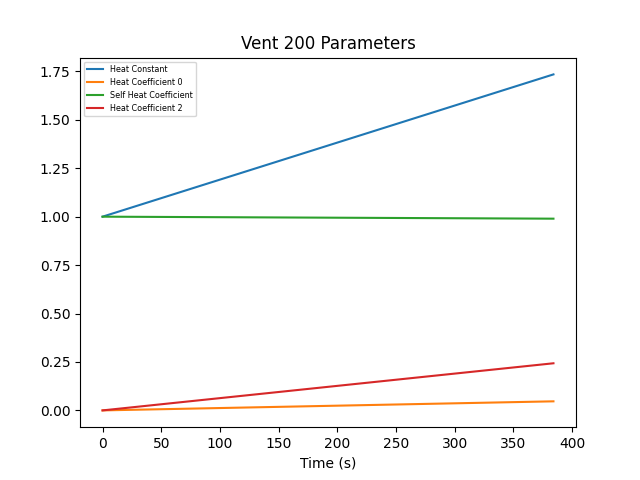 Vent 200 Parameters
Heat Constant
Heat Coefficient 0
Self Heat Coefficient
Heat Coefficient 2
1.75
1.50
1.25
1.00
0.75
0.50
0.25
0.00
0 50 100 150 200 250 300 350 400
Time (s)